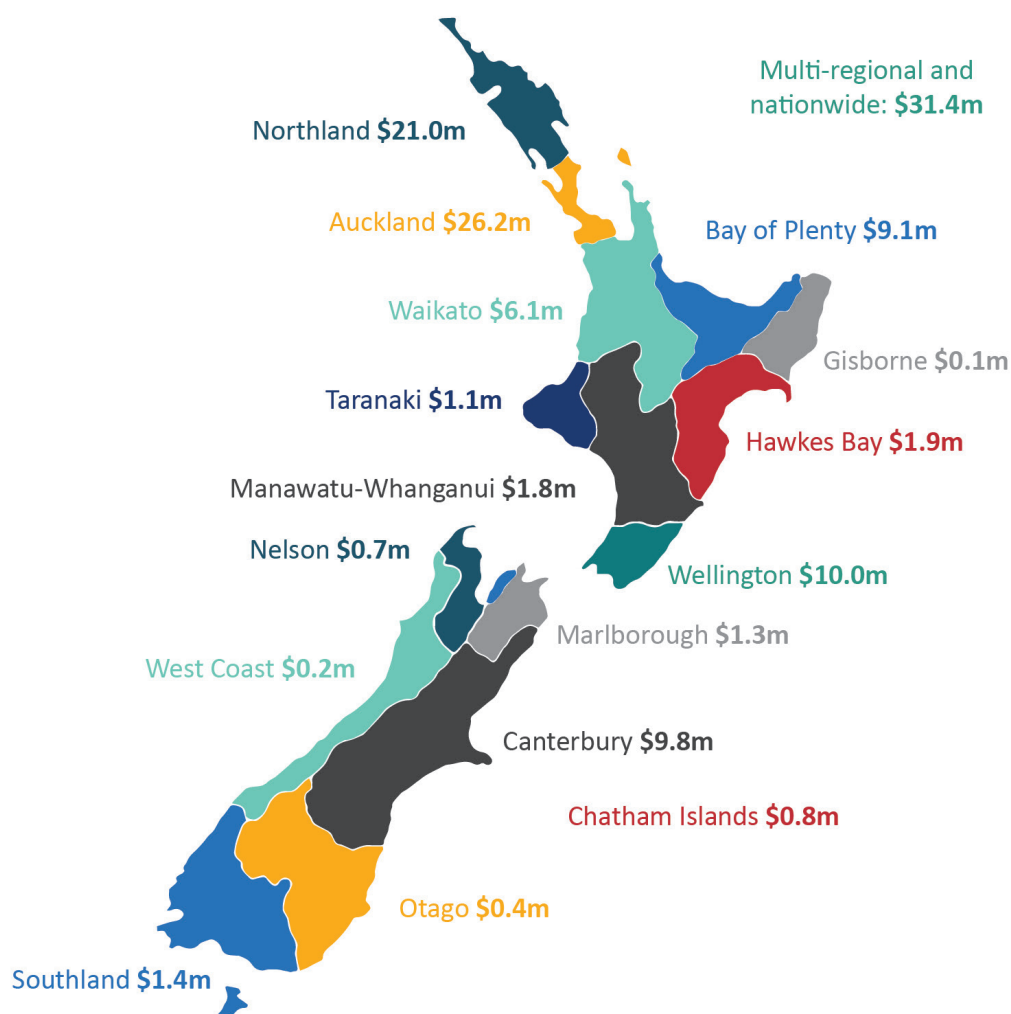 Multi-regional and
nationwide: $31.4m
Northland $21.0m
Auckland $26.2m
Bay of Plenty $9.1m
Waikato $6.1m
Gisborne $0.1m
Taranaki $1.1m
Hawkes Bay $1.9m
Manawatu-Whanganui $1.8m
Nelson $0.7m
Wellington $10.0m
Marlborough $1.3m
West Coast $0.2m
Canterbury $9.8m
Chatham Islands $0.8m
Otago $0.4m
Southland $1.4m